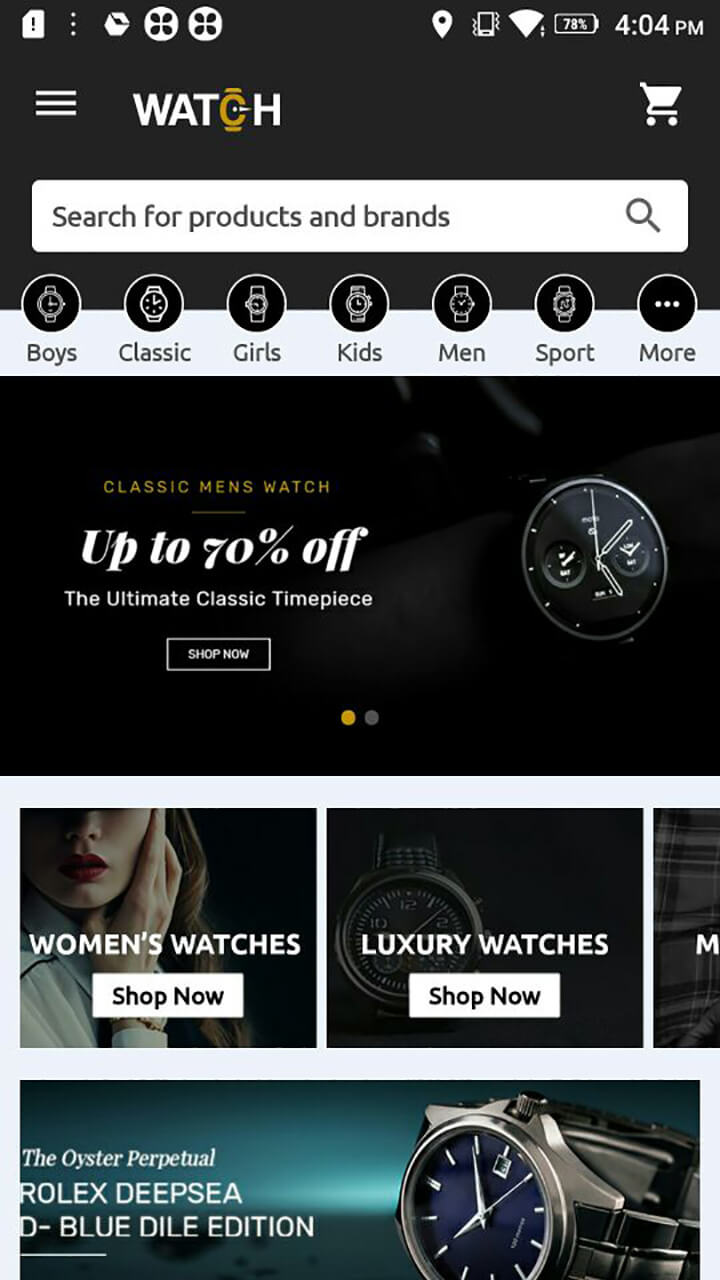 78% 4:04 PM
WATCH
Search for products and brands
Boys Classic Girls Kids Men Sport More
CLASSIC MENS WATCH
Up to 70% off
The Ultimate Classic Timepiece
SHOP NOW
WOMEN'S WATCHES LUXURY WATCHES M
Shop Now Shop Now
The Oyster Perpetual
ROLEX DEEPSEA
D- BLUE DILE EDITION